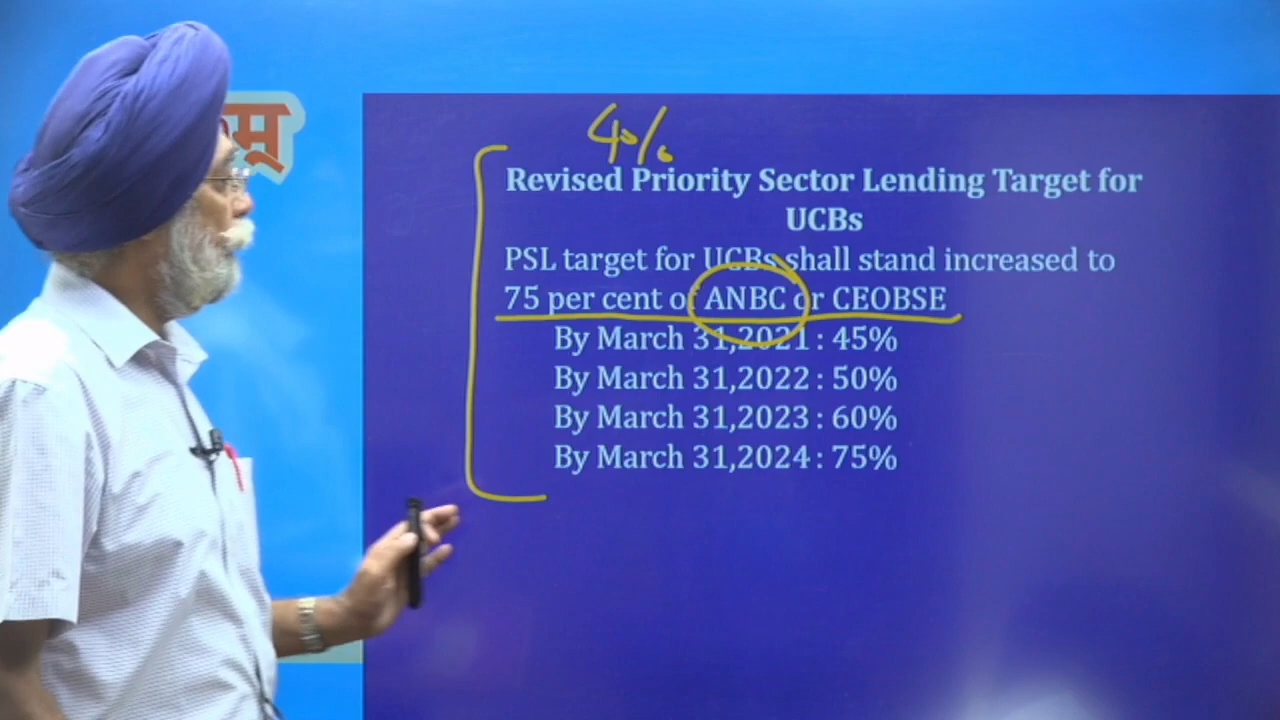 40%
Revised Priority Sector Lending Target for
UCBs
PSL target for UCBs shall stand increased to
75 per cent of ANBC or CEOBSE
By March 31,2021 : 45%
By March 31,2022 : 50%
By March 31,2023 : 60%
By March 31,2024 : 75%